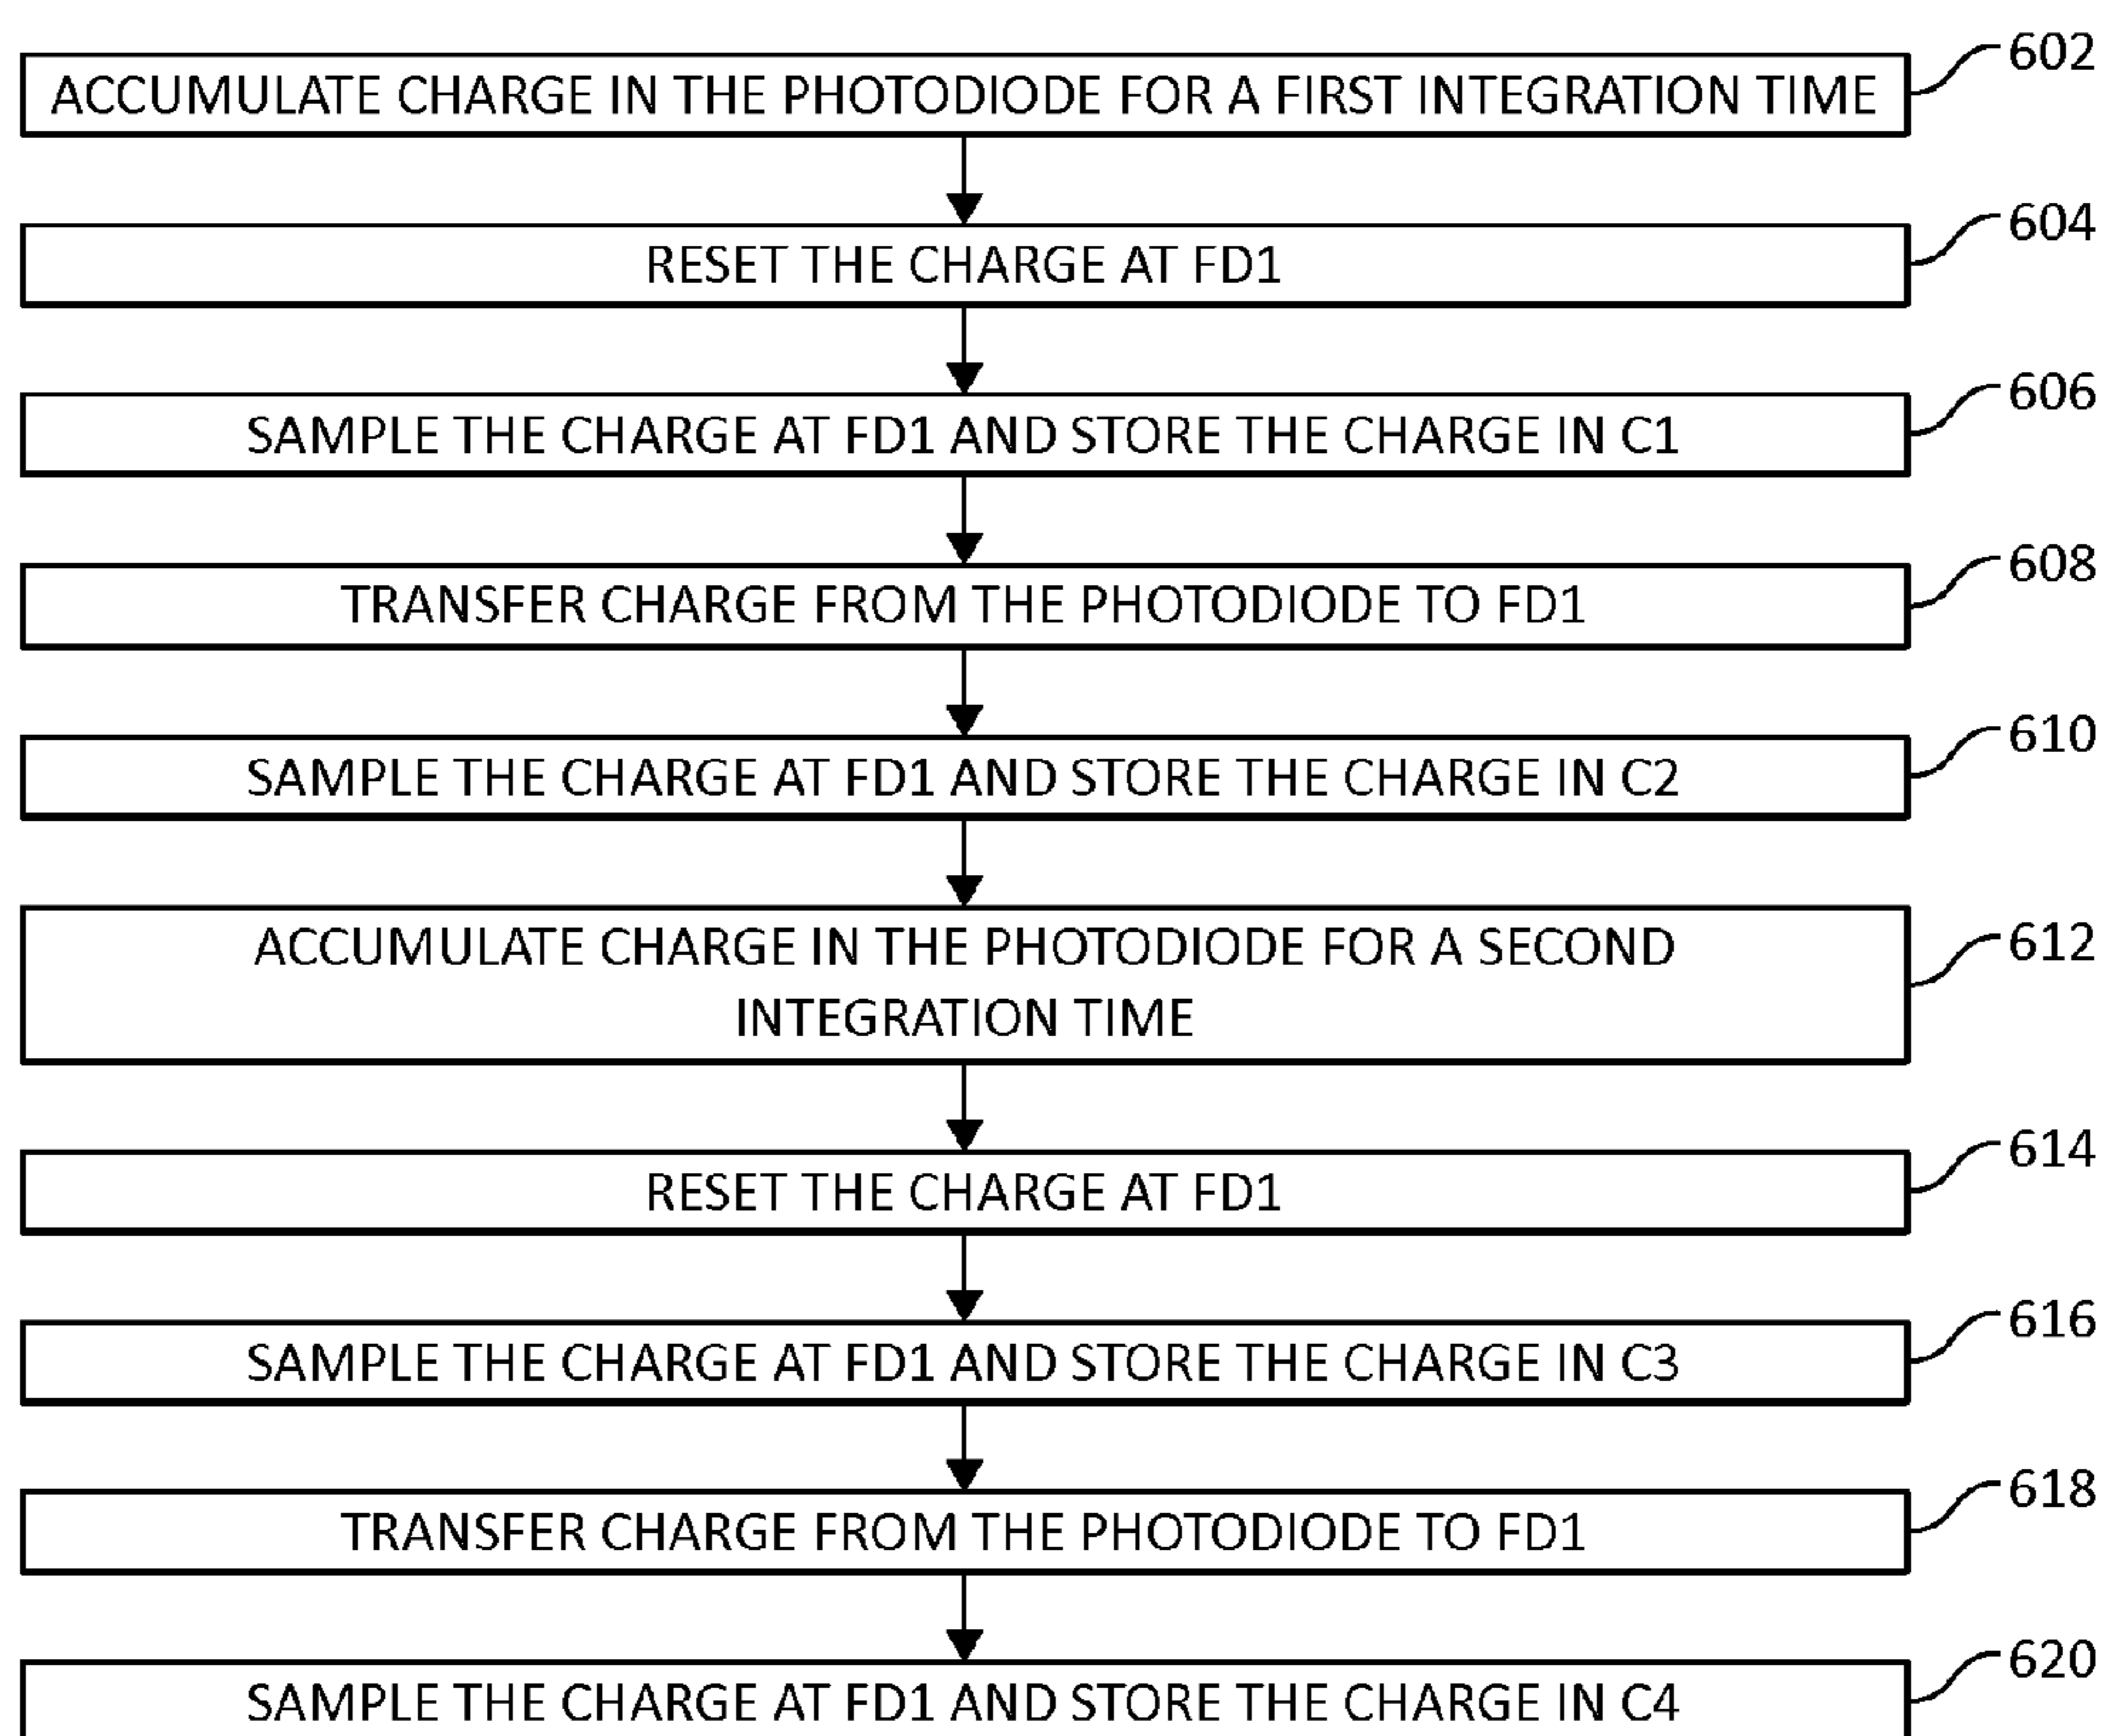 602
ACCUMULATE CHARGE IN THE PHOTODIODE FOR A FIRST INTEGRATION TIME
604
RESET THE CHARGE AT FD1
606
SAMPLE THE CHARGE AT FD1 AND STORE THE CHARGE IN C1
608
TRANSFER CHARGE FROM THE PHOTODIODE TO FD1
610
SAMPLE THE CHARGE AT FD1 AND STORE THE CHARGE IN C2
612
ACCUMULATE CHARGE IN THE PHOTODIODE FOR A SECOND
INTEGRATION TIME
614
RESET THE CHARGE AT FD1
616
SAMPLE THE CHARGE AT FD1 AND STORE THE CHARGE IN C3
618
TRANSFER CHARGE FROM THE PHOTODIODE TO FD1
620
SAMPLE THE CHARGE AT FD1 AND STORE THE CHARGE IN C4